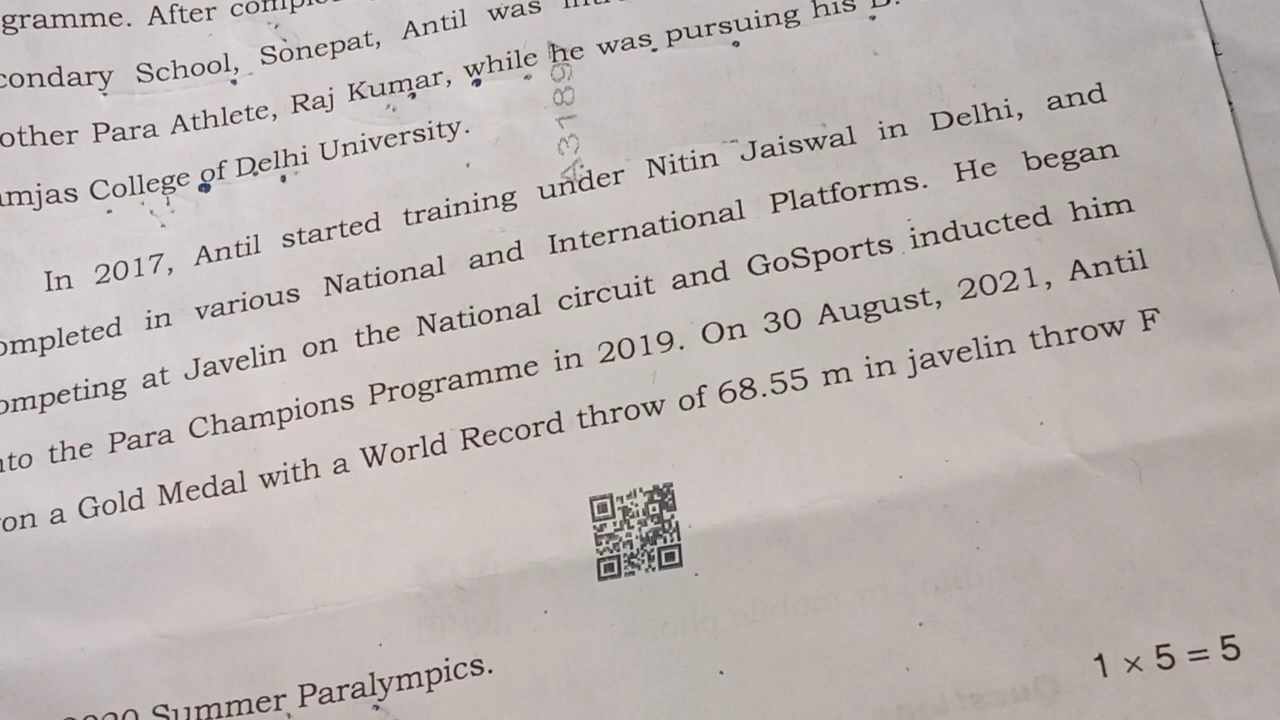 gramme. After
condary School, Sonepat, Antil was
other Para Athlete, Raj Kumar, while he was pursuing his
amjas College of Delhi University.
In 2017, Antil started training under Nitin Jaiswal in Delhi, and
ompleted in various National and International Platforms. He began
ompeting at Javelin on the National circuit and GoSports inducted him
nto the Para Champions Programme in 2019. On 30 August, 2021, Antil
on a Gold Medal with a World Record throw of 68.55 m in javelin throw F
Summer Paralympics.
1 × 5 = 5